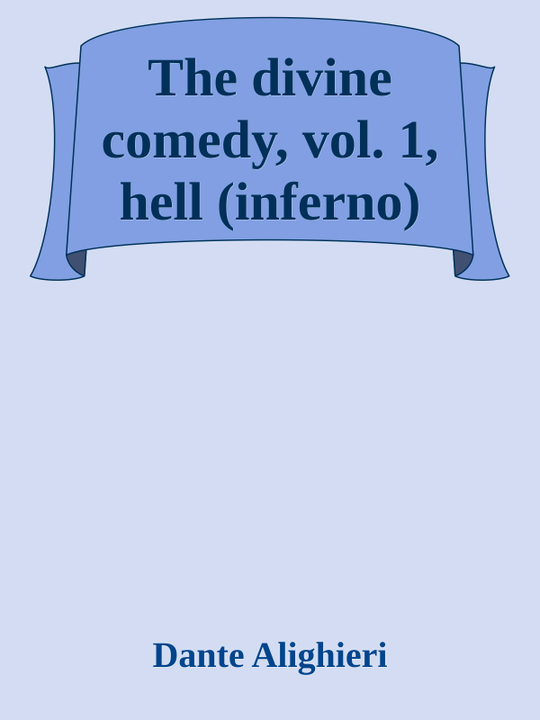 The divine
comedy, vol. 1,
hell (inferno)
Dante Alighieri